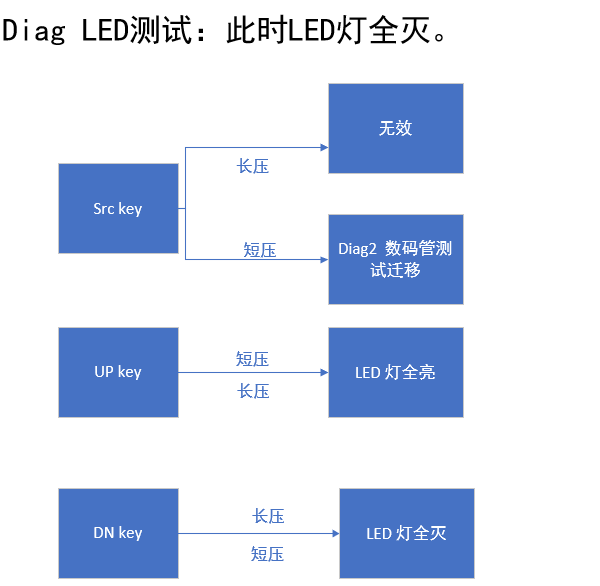 Diag LED测试：此时LED灯全灭。
无效
长压
Src key
短压
Diag2 数码管测
试迁移
短压
UP key
LED 灯全亮
长压
长压
DN key
LED 灯全灭
短压